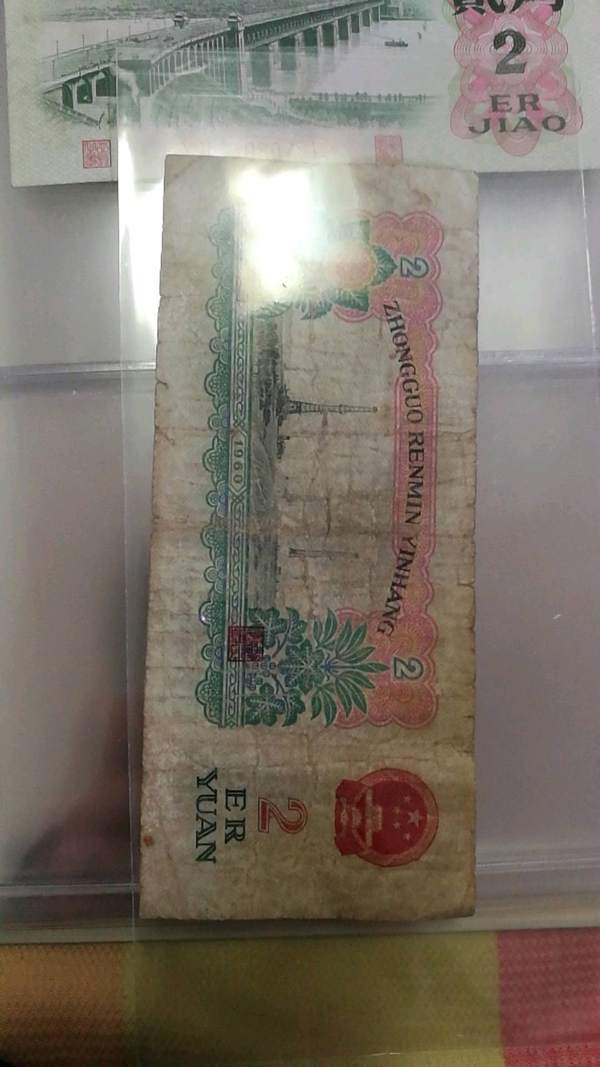 2
ER
JIAO
2
ZHONGGUO RENMIN YINHANG
2
1960
2
ER
YUAN